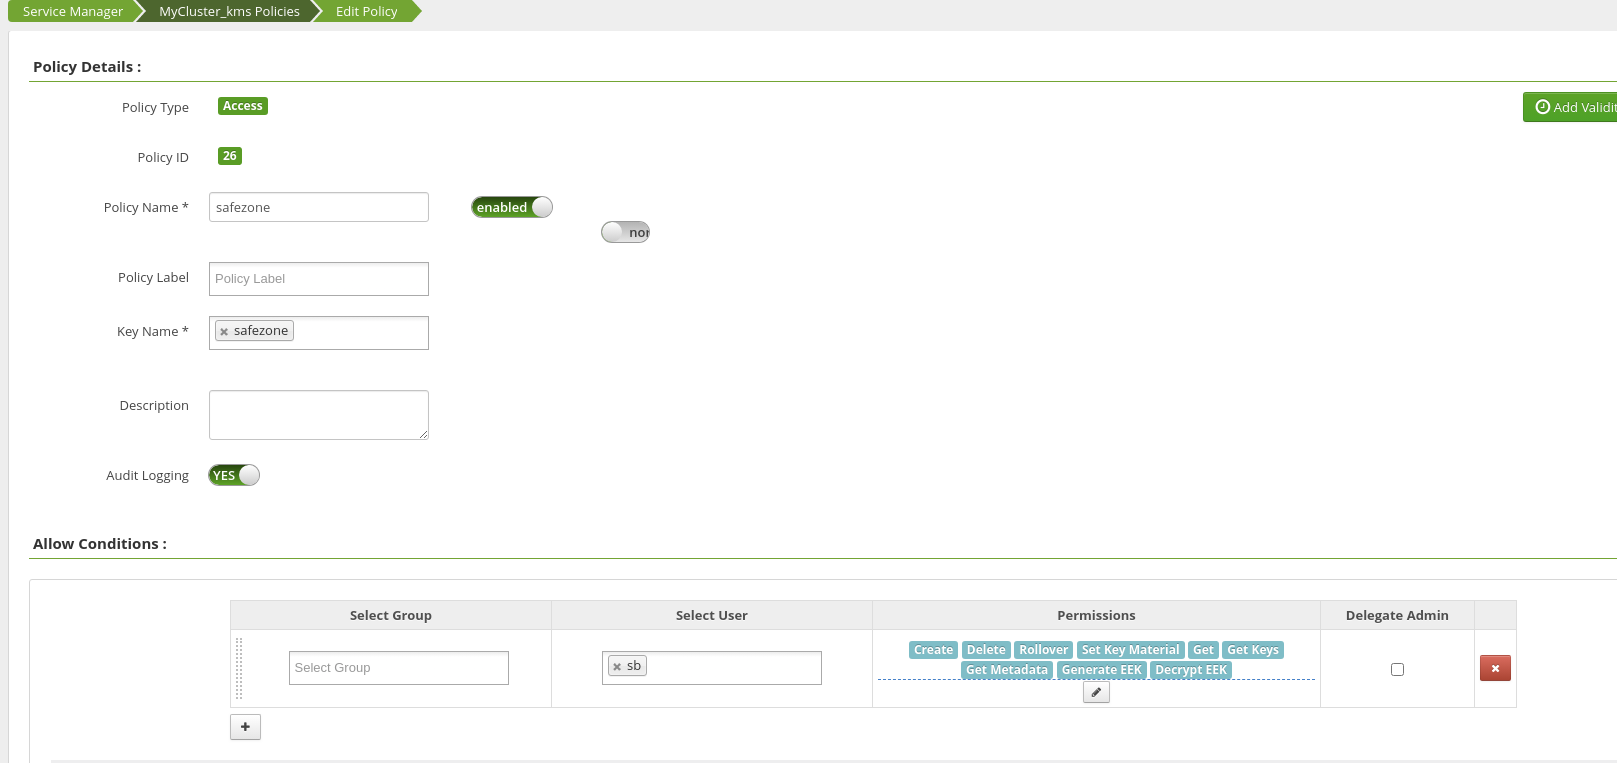 Service Manager MyCluster_kms Policies Edit Policy
Policy Details :
Policy Type Access
Add Validit
Policy ID 26
Policy Name * safezone enabled
nor
Policy Label Policy Label
Key Name * safezone
Description
Audit Logging YES
Allow Conditions :
Select Group Select User Permissions Delegate Admin
Create Delete Rollover Set Key Material Get Get Keys
Select Group sb
Get Metadata Generate EEK Decrypt EEK